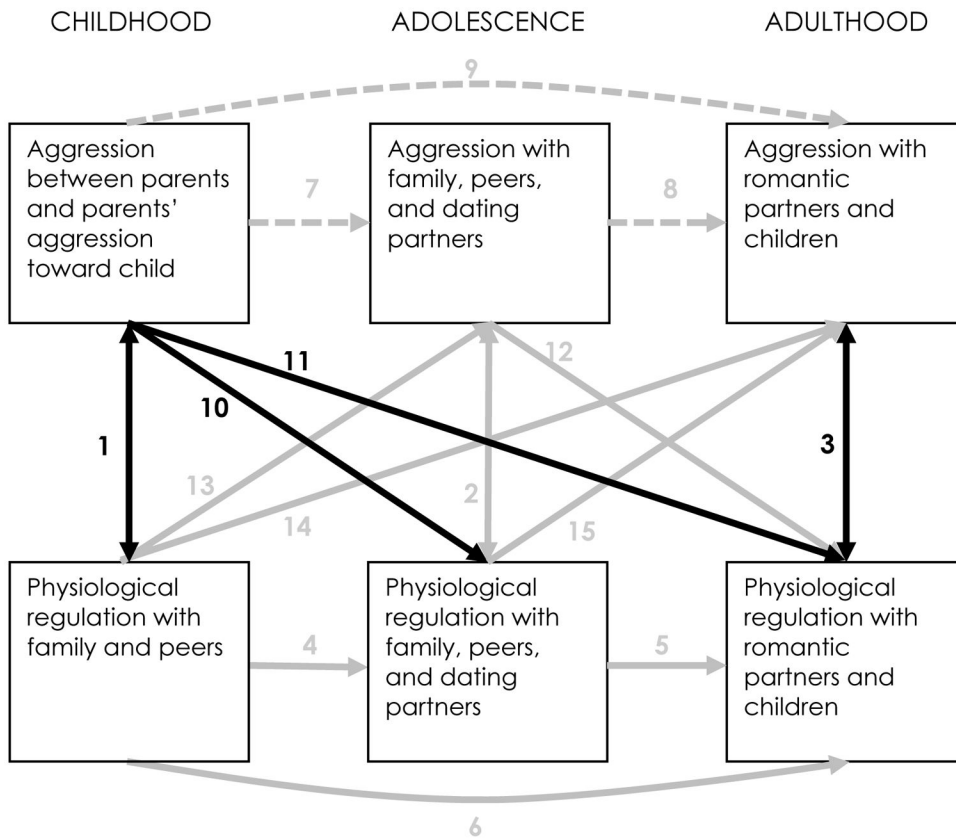 CHILDHOOD
ADOLESCENCE
ADULTHOOD
9
Aggression
between parents
and parents'
aggression
toward child
7
Aggression with
family, peers,
and dating
partners
8
Aggression with
romantic
partners and
children
11
12
10
1
3
13
2
14
15
Physiological
regulation with
family and peers
4
Physiological
regulation with
family, peers,
and dating
partners
5
Physiological
regulation with
romantic
partners and
children
6